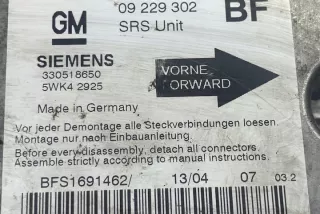 GM
09 229 302
BF
SRS Unit
SIEMENS
330518650
5WK4 2925
VORNE
FORWARD
Made in Germany
Vor jeder Demontage alle Steckverbindungen loesen.
Montage nur nach Einbauanleitung.
Before every disassembly, detach all connectors.
Assemble strictly according to manual instructions.
BFS1691462/ 13/04 07 03.2